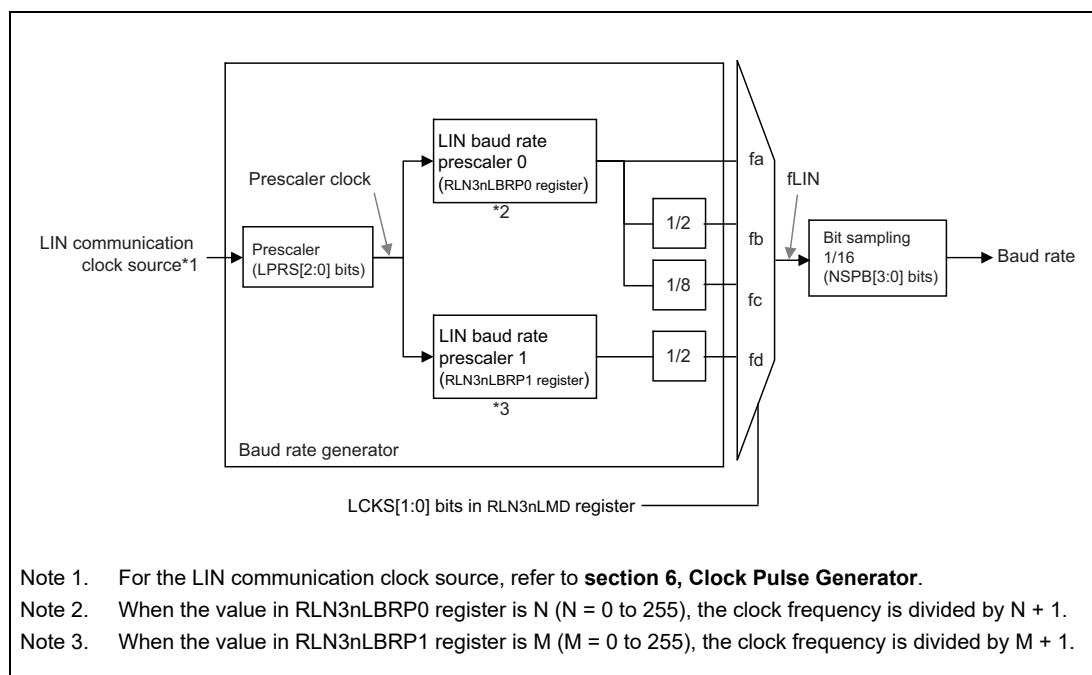 LIN baud rate
prescaler 0
(RLN3nLBRP0 register)
*2
Prescaler clock
fa
fLIN
1/2
fb
LIN communication
clock source*1
Prescaler
(LPRS[2:0] bits)
Bit sampling
1/16
(NSPB[3:0] bits)
Baud rate
1/8
fc
LIN baud rate
prescaler 1
(RLN3nLBRP1 register)
*3
1/2
fd
Baud rate generator
LCKS[1:0] bits in RLN3nLMD register
Note 1. For the LIN communication clock source, refer to section 6, Clock Pulse Generator.
Note 2. When the value in RLN3nLBRP0 register is N (N = 0 to 255), the clock frequency is divided by N + 1.
Note 3. When the value in RLN3nLBRP1 register is M (M = 0 to 255), the clock frequency is divided by M + 1.